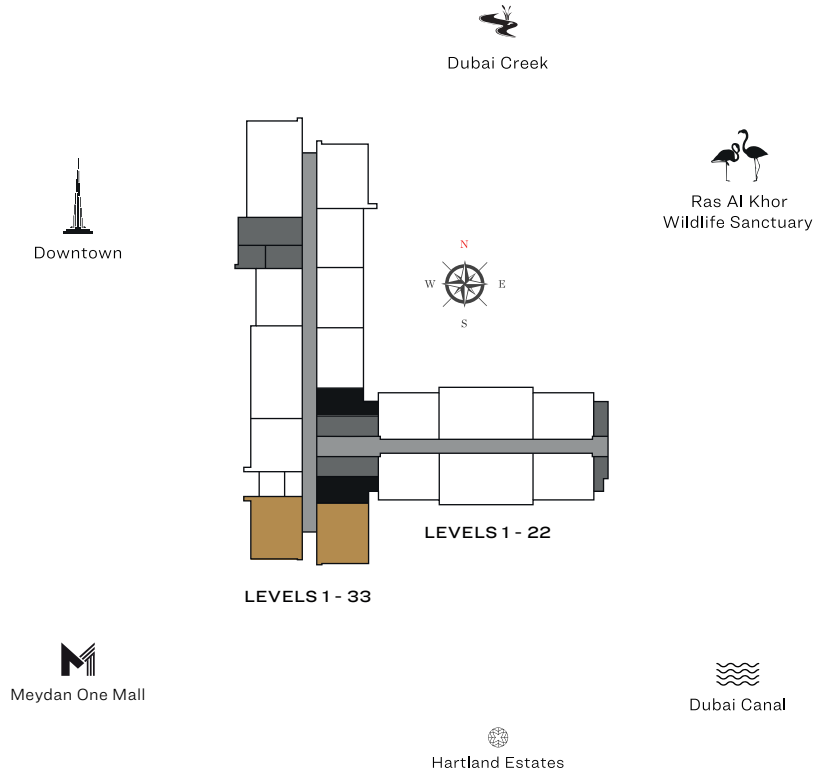 Dubai Creek
Ras Al Khor
Wildlife Sanctuary
Downtown
N
W
E
S
LEVELS 1 - 22
LEVELS 1 - 33
Meydan One Mall
Dubai Canal
Hartland Estates